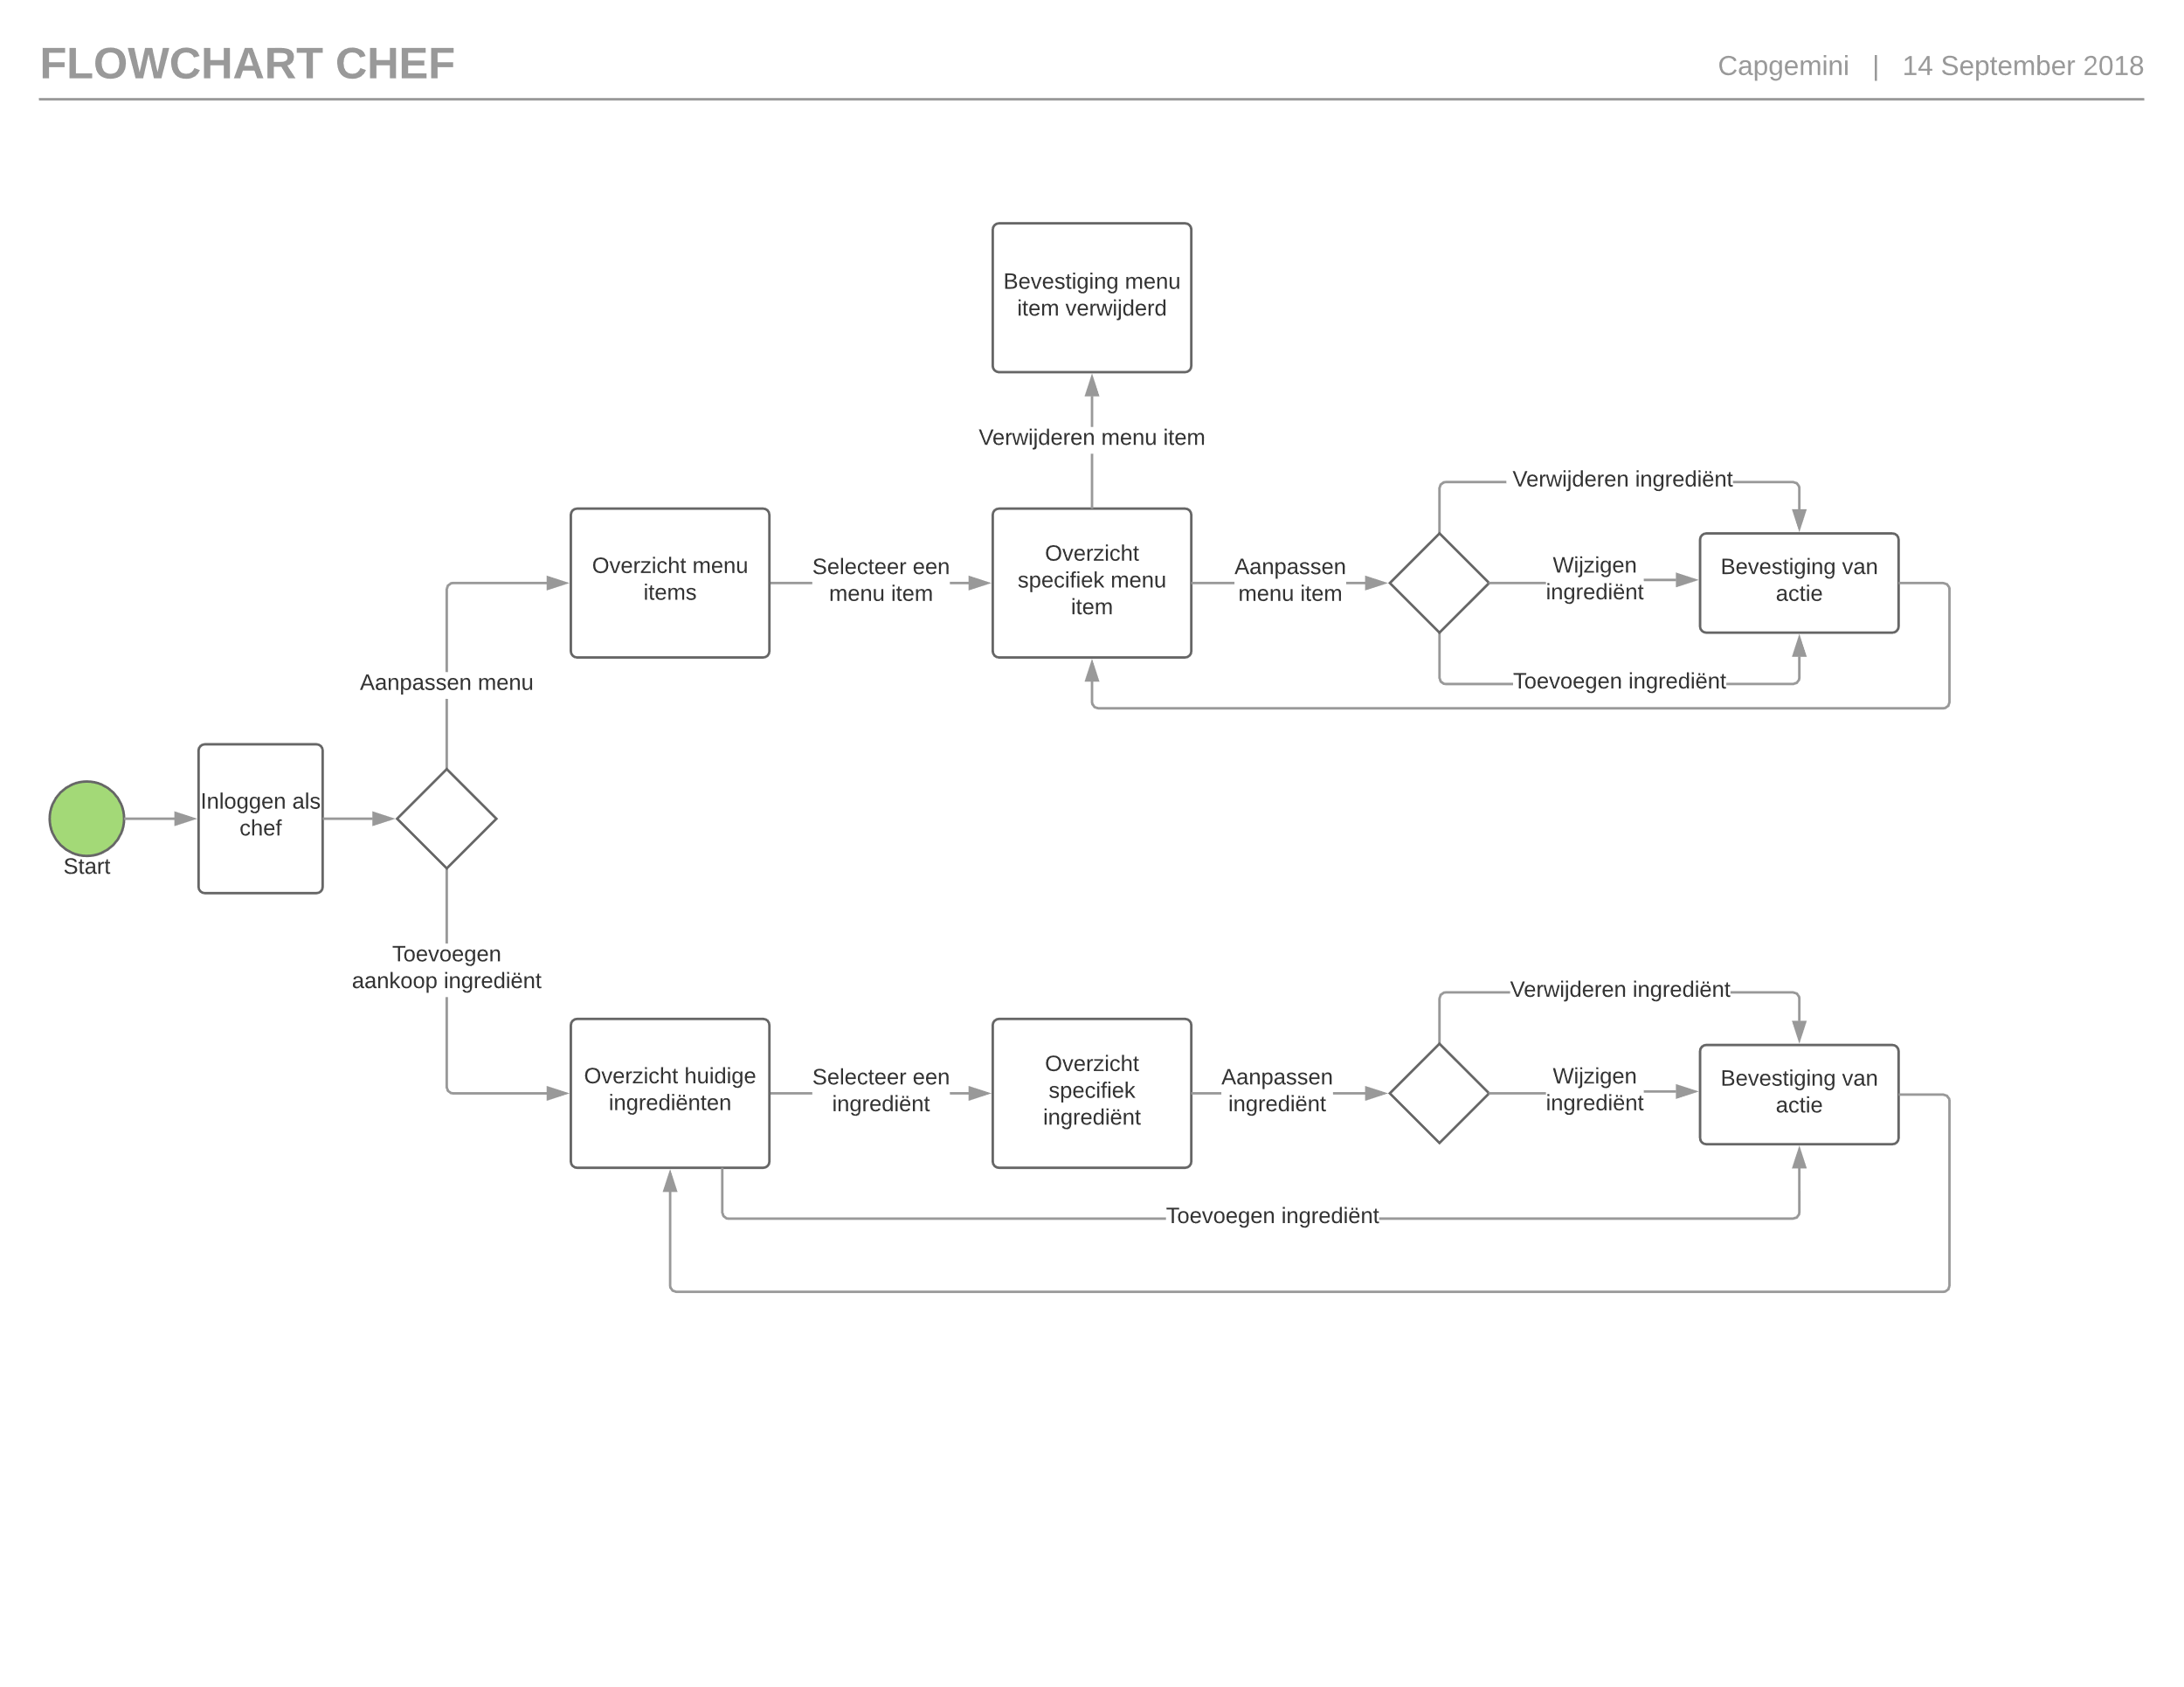 FLOWCHART CHEF
Capgemini | 14 September 2018
Bevestiging menu
item verwijderd
Verwijderen menu item
Overzicht menu
items
Selecteer een
menu item
Overzicht
specifiek menu
item
Aanpassen
menu item
Verwijderen ingrediënt
Wijzigen
ingrediënt
Toevoegen ingrediënt
Bevestiging van
actie
Aanpassen menu
Start
Inloggen als
chef
Toevoegen
aankoop ingrediënt
Overzicht huidige
ingrediënten
Selecteer een
ingrediënt
Overzicht
specifiek
ingrediënt
Aanpassen
ingrediënt
Verwijderen ingrediënt
Wijzigen
ingrediënt
Bevestiging van
actie
Toevoegen ingrediënt